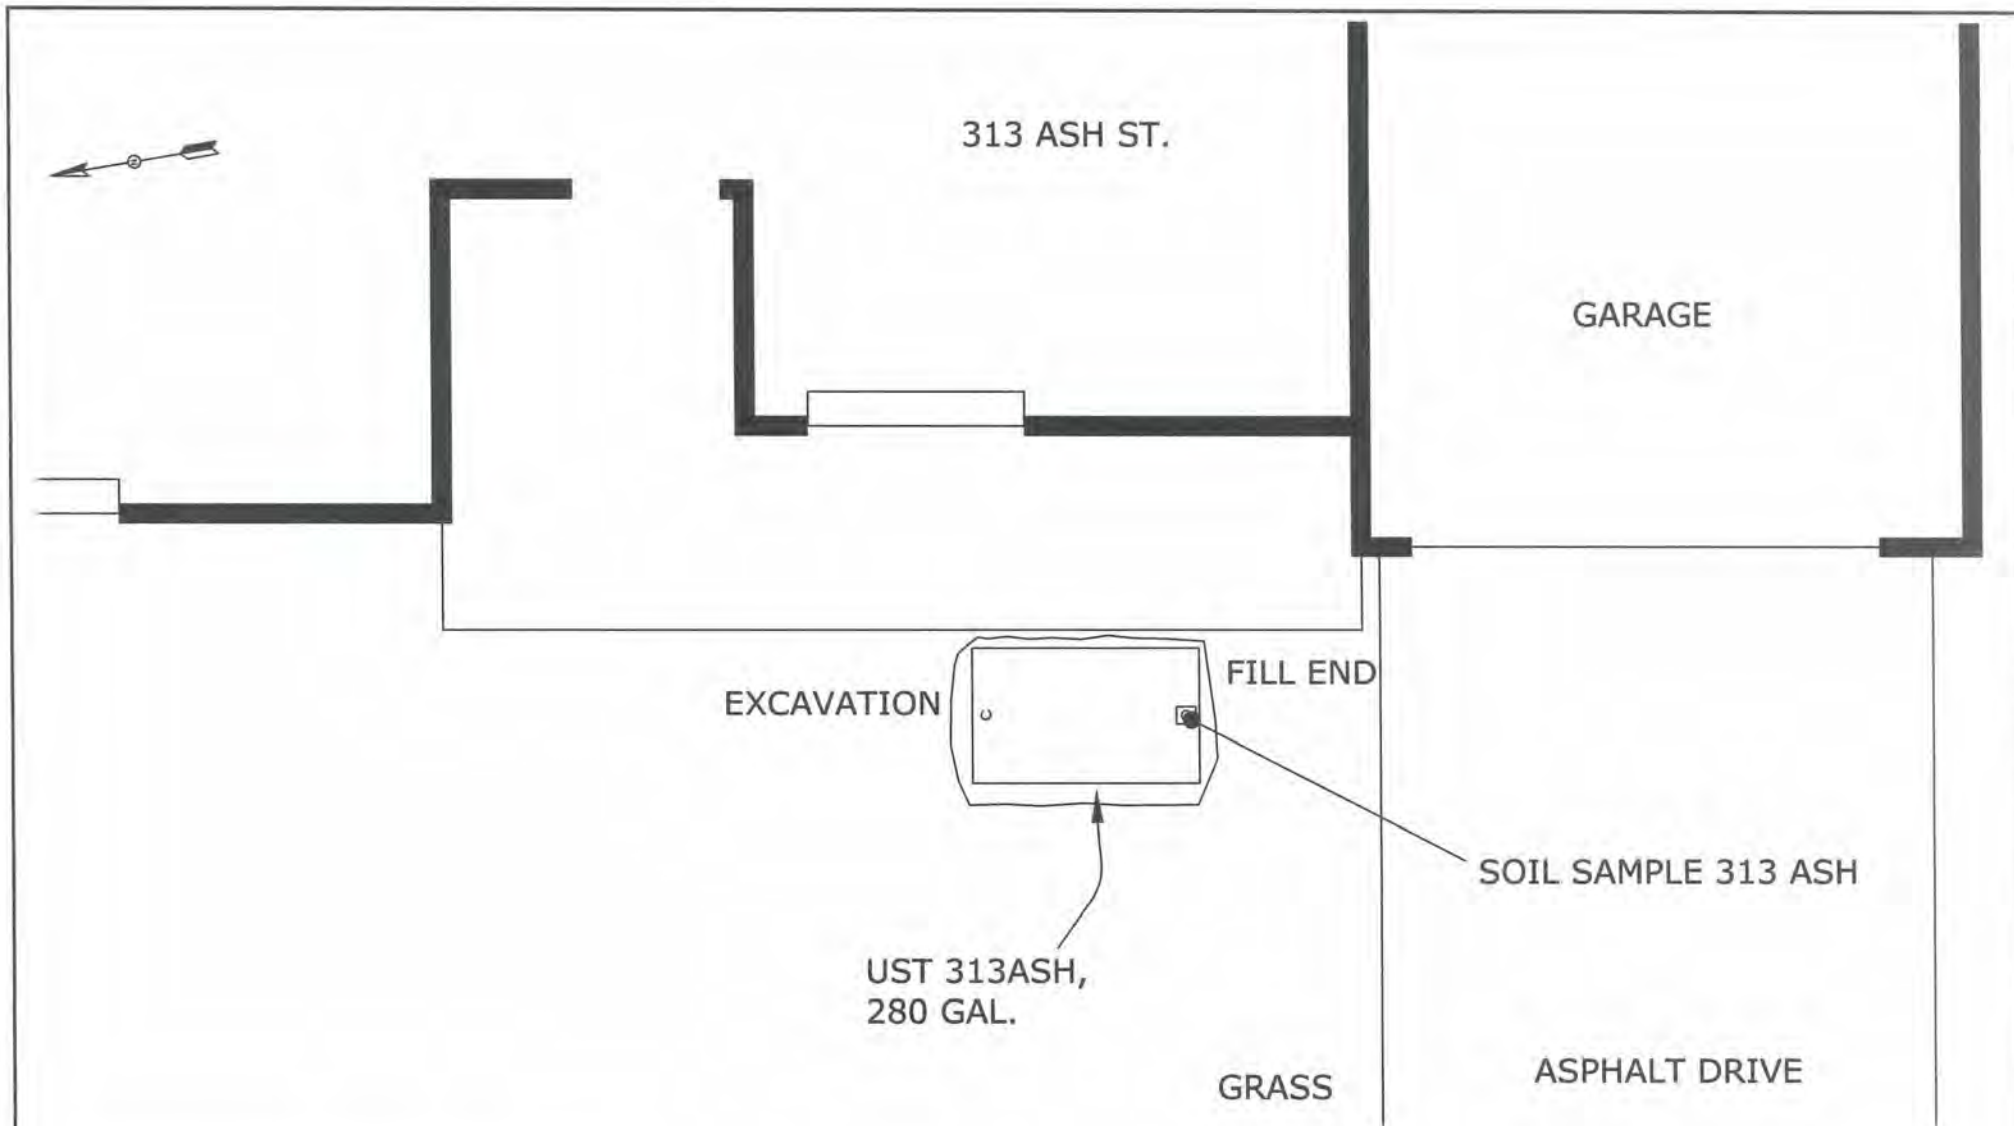 313 ASH ST.
GARAGE
FILL END
EXCAVATION
SOIL SAMPLE 313 ASH
UST 313ASH,
280 GAL.
GRASS
ASPHALT DRIVE